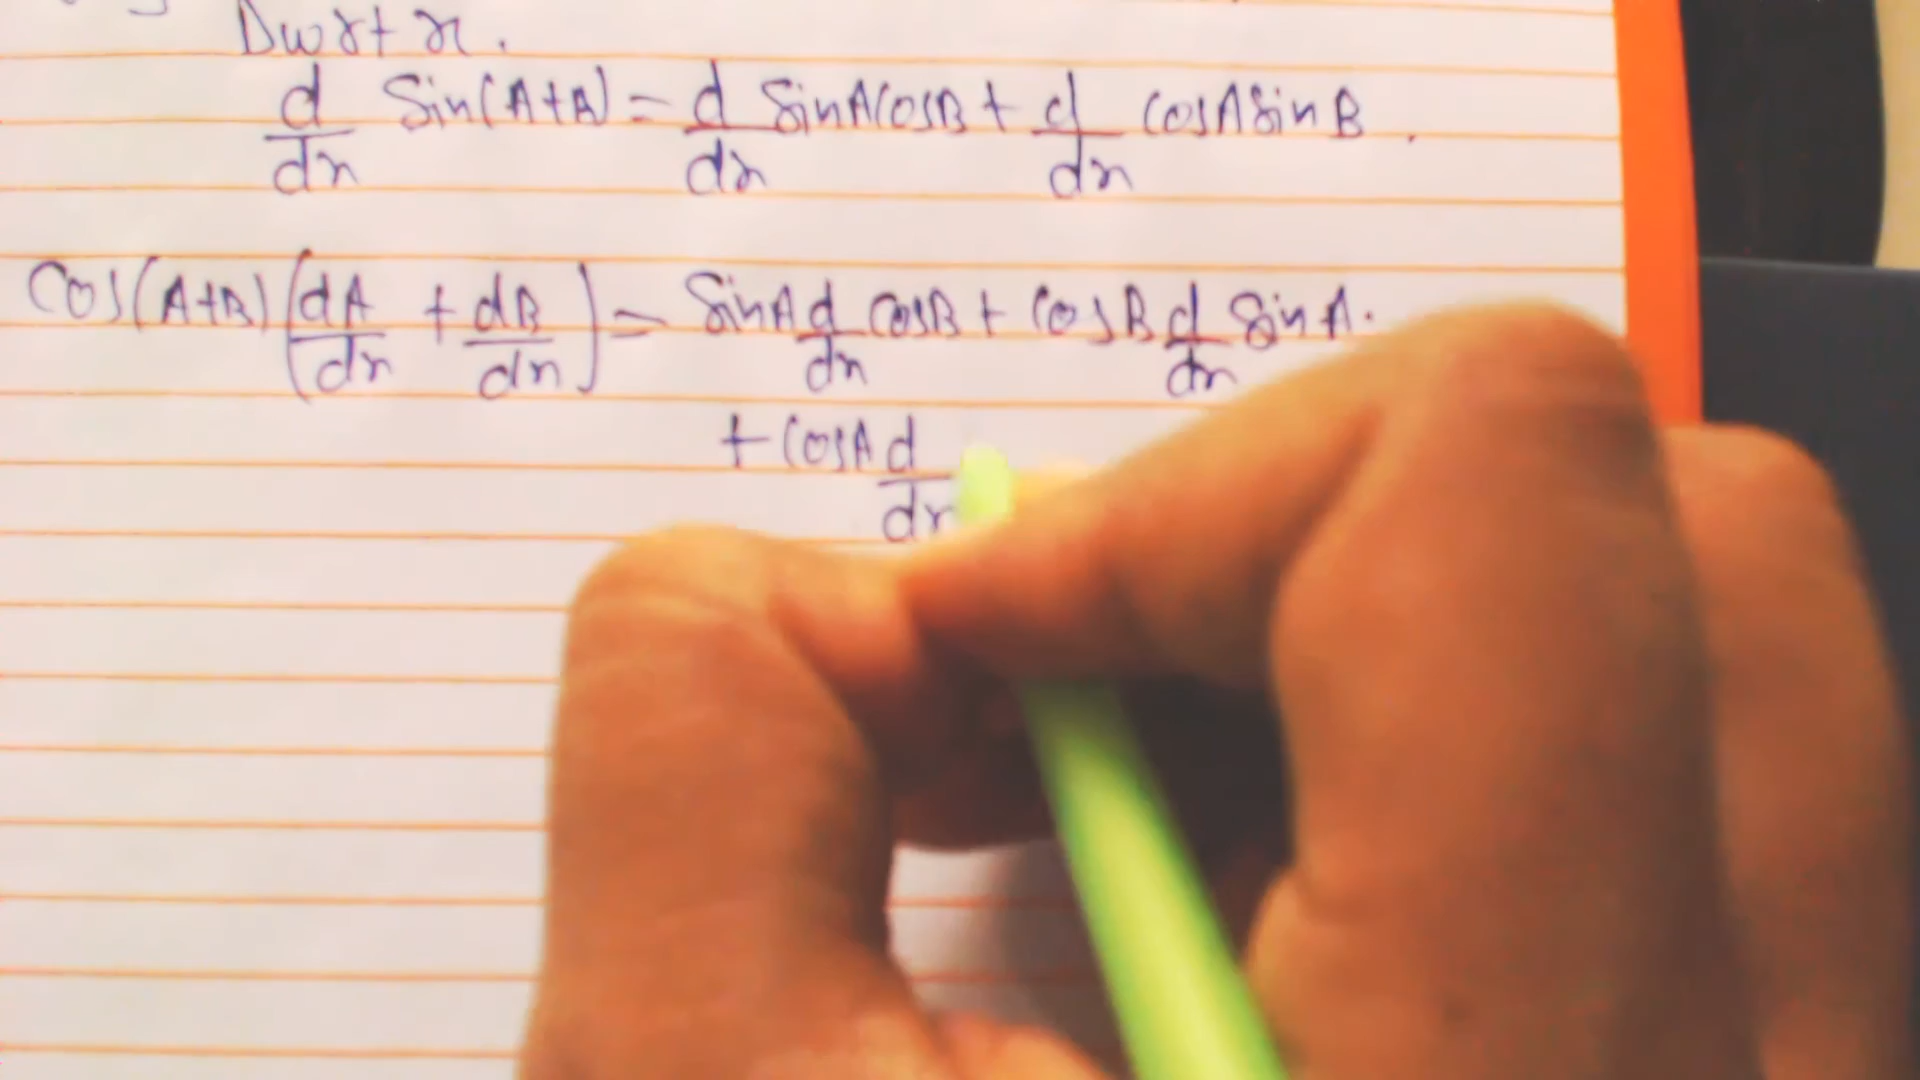 Dwrt x.
d/dx Sin(A+B) = d/dx SinACosB + d/dx CosASinB.
Cos(A+B)(dA/dx + dB/dx) = SinA d/dx CosB + CosB d/dx SinA.
+ CosA d/dx